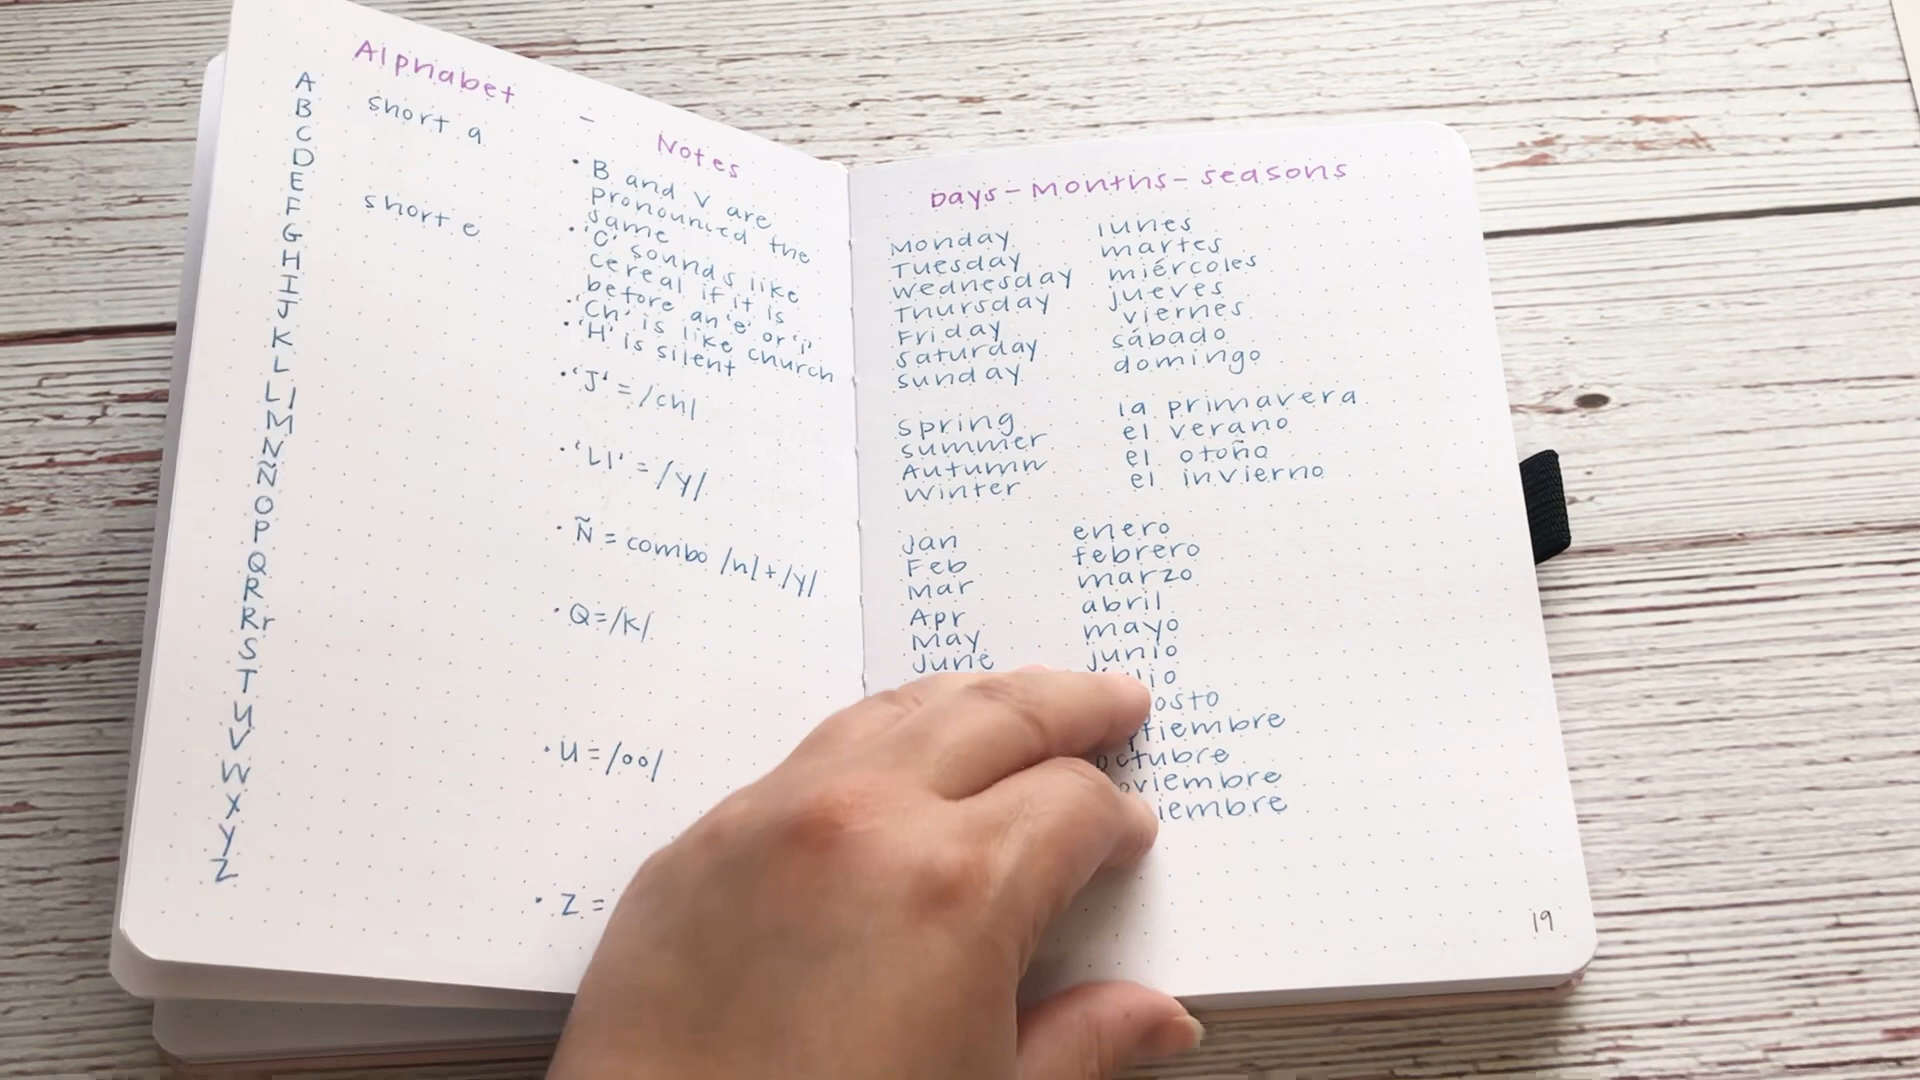 Alphabet - Notes
A short a
B
C
D
E short e
F
G
H
I
J
K
L
Ll
M
N
Ñ
O
P
Q
R
Rr
S
T
U
V
W
X
Y
Z
• B and V are
pronounced the
same
• 'C' sounds like
cereal if it is
before an 'e' or 'i'
• 'Ch' is like church
• 'H' is silent
• 'J' = /ch/
• 'Ll' = /y/
• Ñ = combo /n/+/y/
• Q=/k/
• U=/oo/
• Z =
Days - Months - Seasons
Monday lunes
Tuesday martes
Wednesday miércoles
Thursday jueves
Friday viernes
Saturday sábado
Sunday domingo
Spring la primavera
Summer el verano
Autumn el otoño
Winter el invierno
Jan enero
Feb febrero
Mar marzo
Apr abril
May mayo
June junio
octubre
19